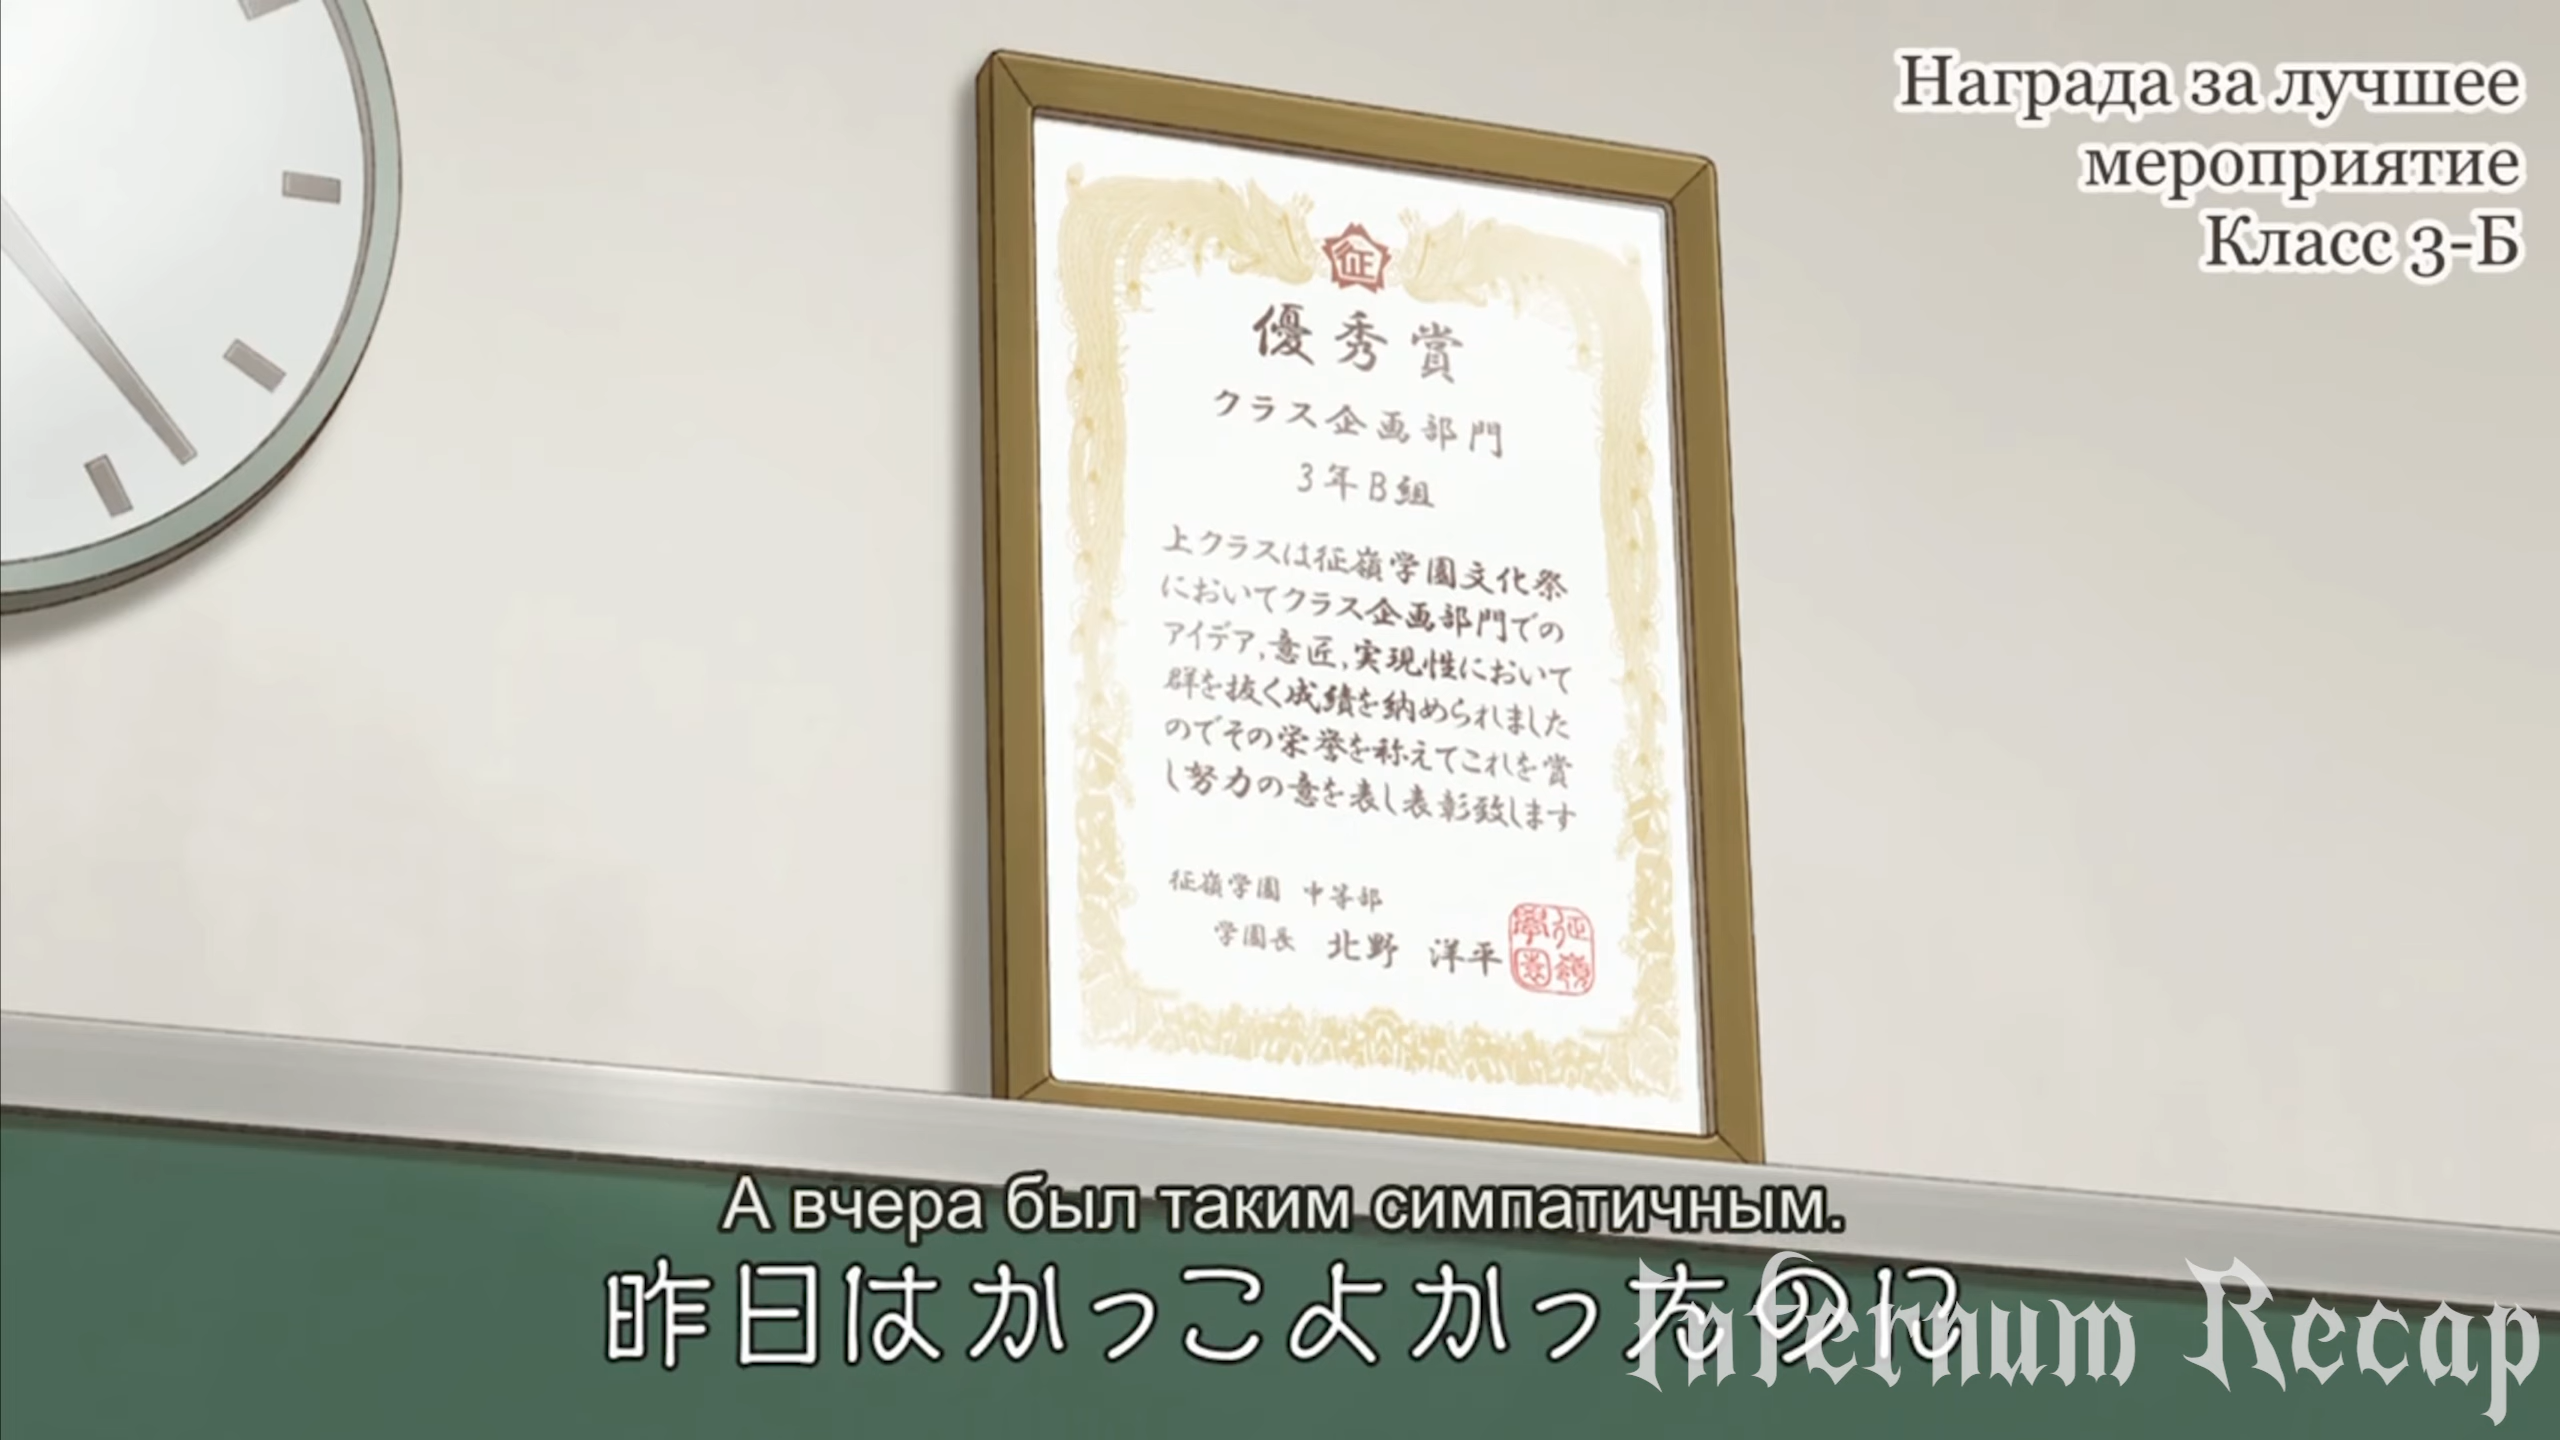 Награда за лучшее
мероприятие
Класс 3-Б
征
優秀賞
クラス企画部門
3年B組
上クラスは征嶺学園文化祭
においてクラス企画部門での
アイデア,意匠,実現性において
群を抜く成績を納められました
のでその栄誉を称えてこれを賞
し努力の意を表し表彰致します
征嶺学園 中等部
学園長 北野 洋平
А вчера был таким симпатичным.
昨日はかっこよかったのに
Infernum Recap